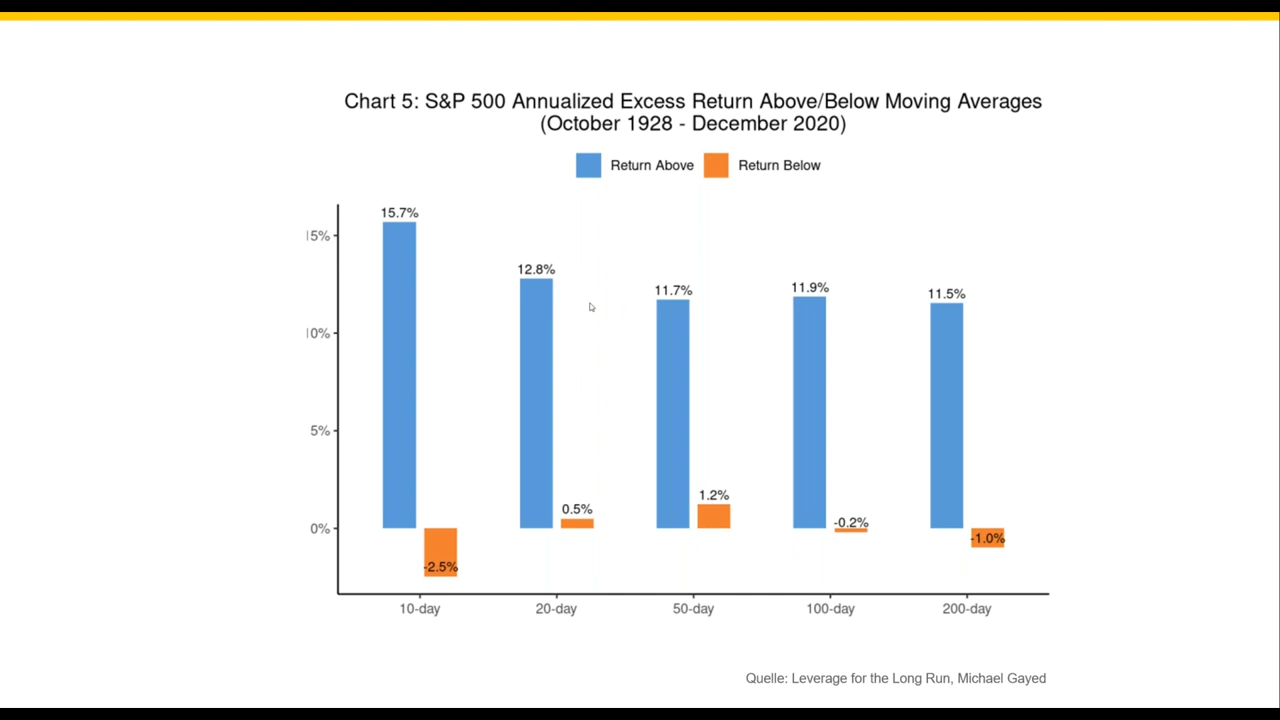 Chart 5: S&P 500 Annualized Excess Return Above/Below Moving Averages
(October 1928 - December 2020)
Return Above Return Below
15.7%
15%
12.8%
11.7%
11.9%
11.5%
10%
5%
0.5%
1.2%
-0.2%
0%
-1.0%
-2.5%
10-day 20-day 50-day 100-day 200-day
Quelle: Leverage for the Long Run, Michael Gayed